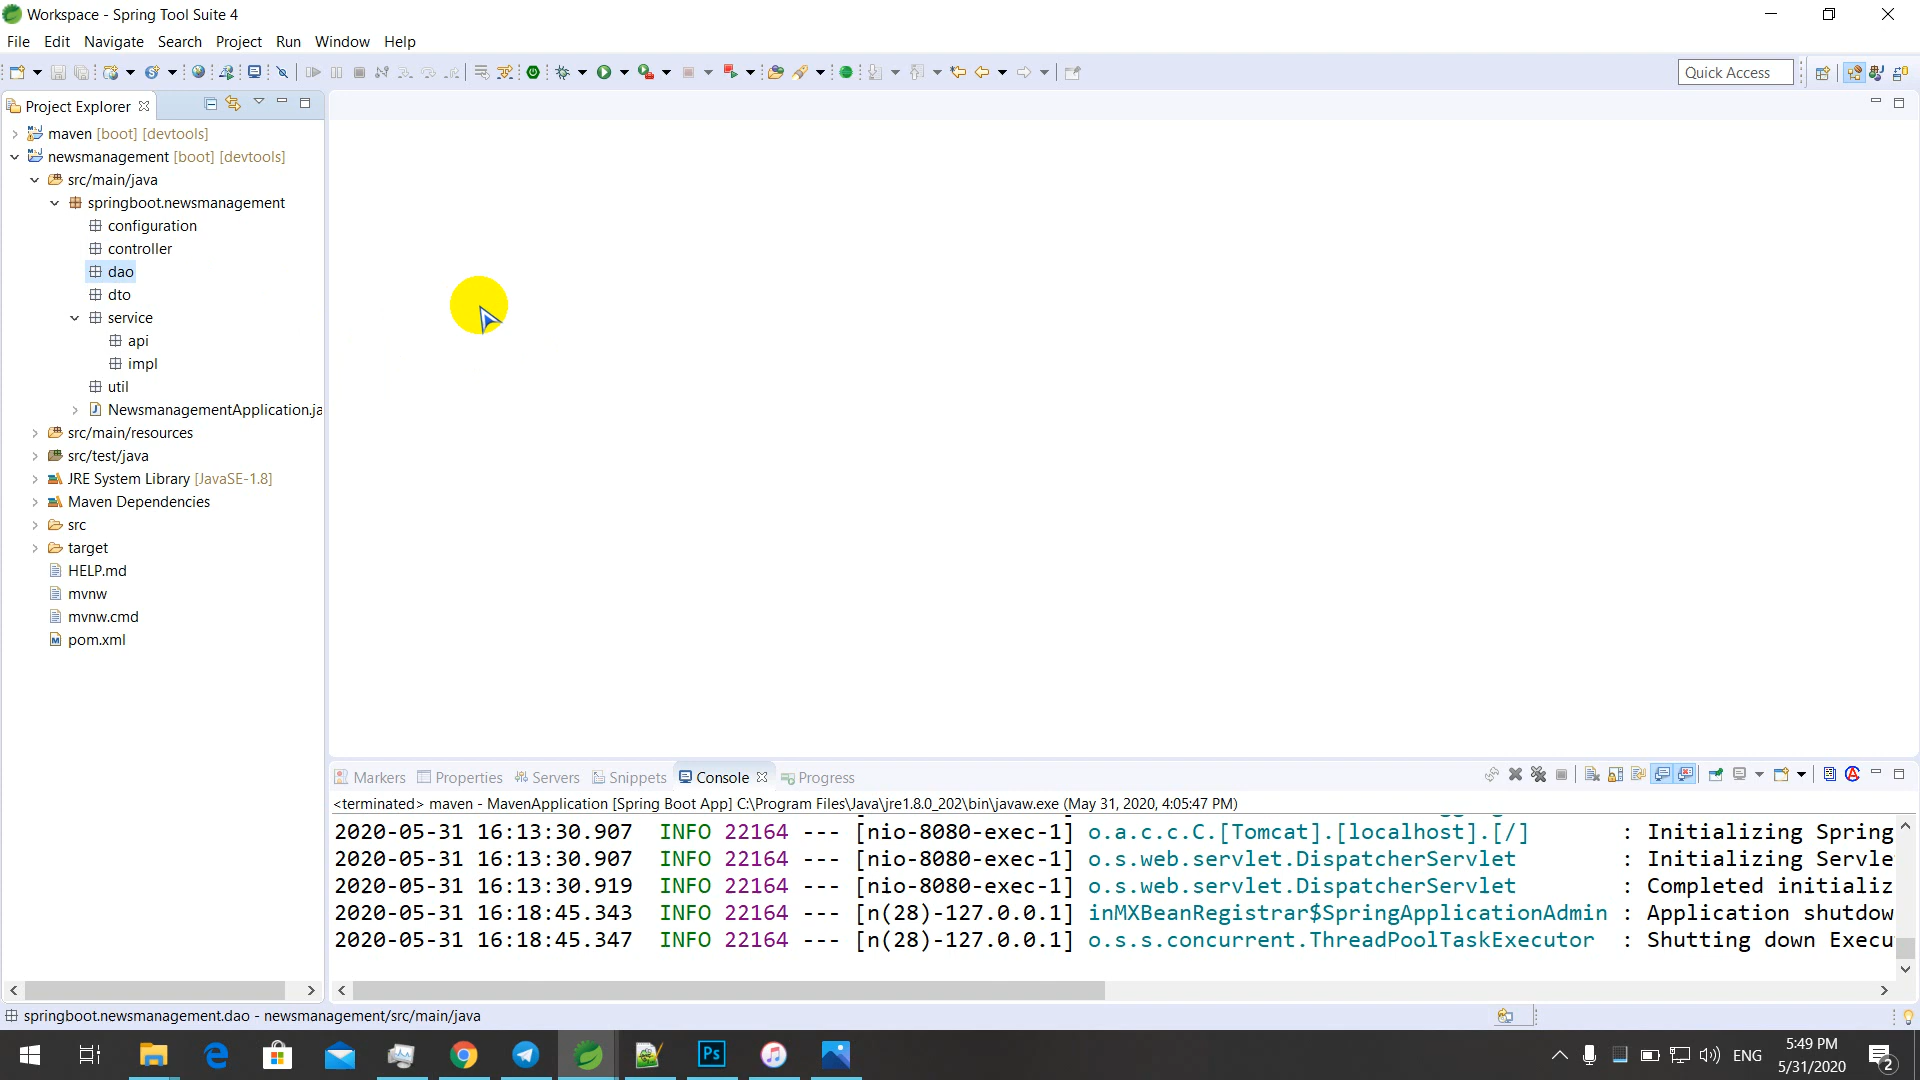 Workspace - Spring Tool Suite 4
File Edit Navigate Search Project Run Window Help
Quick Access
Project Explorer
maven [boot] [devtools]
newsmanagement [boot] [devtools]
src/main/java
springboot.newsmanagement
configuration
controller
dao
dto
service
api
impl
util
NewsmanagementApplication.ja
src/main/resources
src/test/java
JRE System Library [JavaSE-1.8]
Maven Dependencies
src
target
HELP.md
mvnw
mvnw.cmd
pom.xml
Markers Properties Servers Snippets Console Progress
<terminated> maven - MavenApplication [Spring Boot App] C:\Program Files\Java\jre1.8.0_202\bin\javaw.exe (May 31, 2020, 4:05:47 PM)
2020-05-31 16:13:30.907 INFO 22164 --- [nio-8080-exec-1] o.a.c.c.C.[Tomcat].[localhost].[/] : Initializing Spring
2020-05-31 16:13:30.907 INFO 22164 --- [nio-8080-exec-1] o.s.web.servlet.DispatcherServlet : Initializing Servle
2020-05-31 16:13:30.919 INFO 22164 --- [nio-8080-exec-1] o.s.web.servlet.DispatcherServlet : Completed initializ
2020-05-31 16:18:45.343 INFO 22164 --- [n(28)-127.0.0.1] inMXBeanRegistrar$SpringApplicationAdmin : Application shutdow
2020-05-31 16:18:45.347 INFO 22164 --- [n(28)-127.0.0.1] o.s.s.concurrent.ThreadPoolTaskExecutor : Shutting down Execu
springboot.newsmanagement.dao - newsmanagement/src/main/java
Ps
ENG
5:49 PM
5/31/2020
2